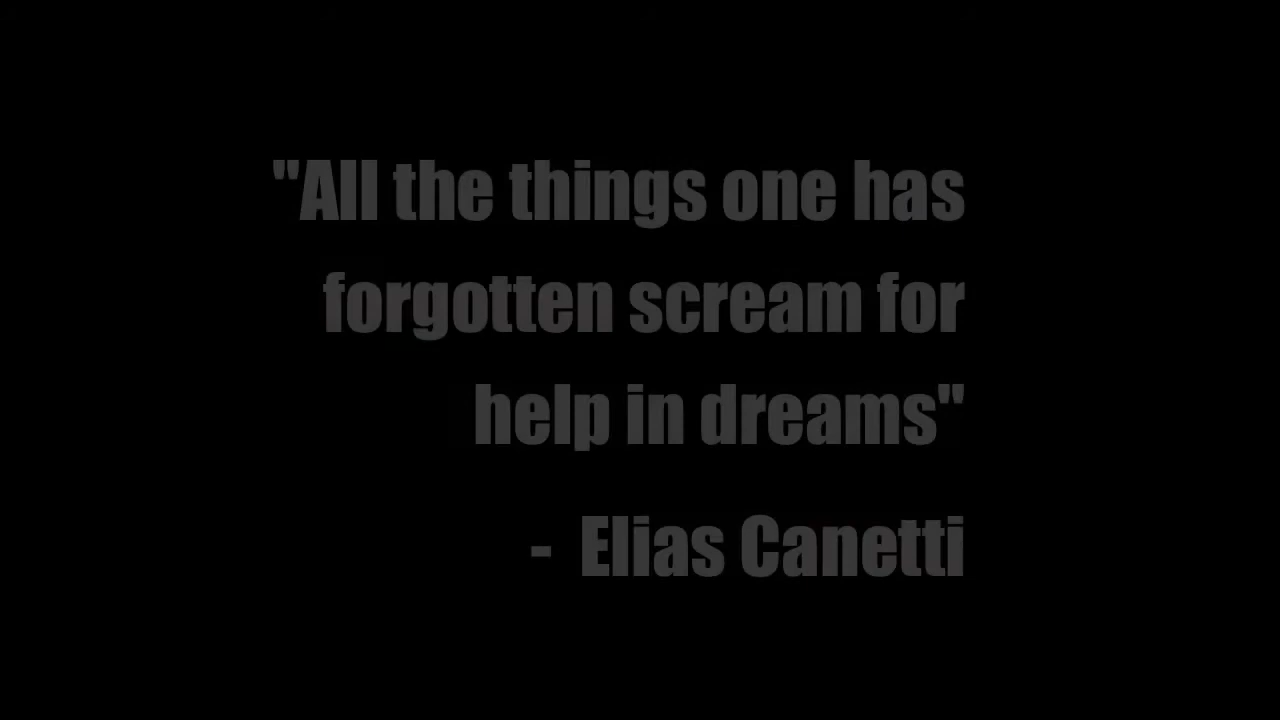 "All the things one has
forgotten scream for
help in dreams"
- Elias Canetti